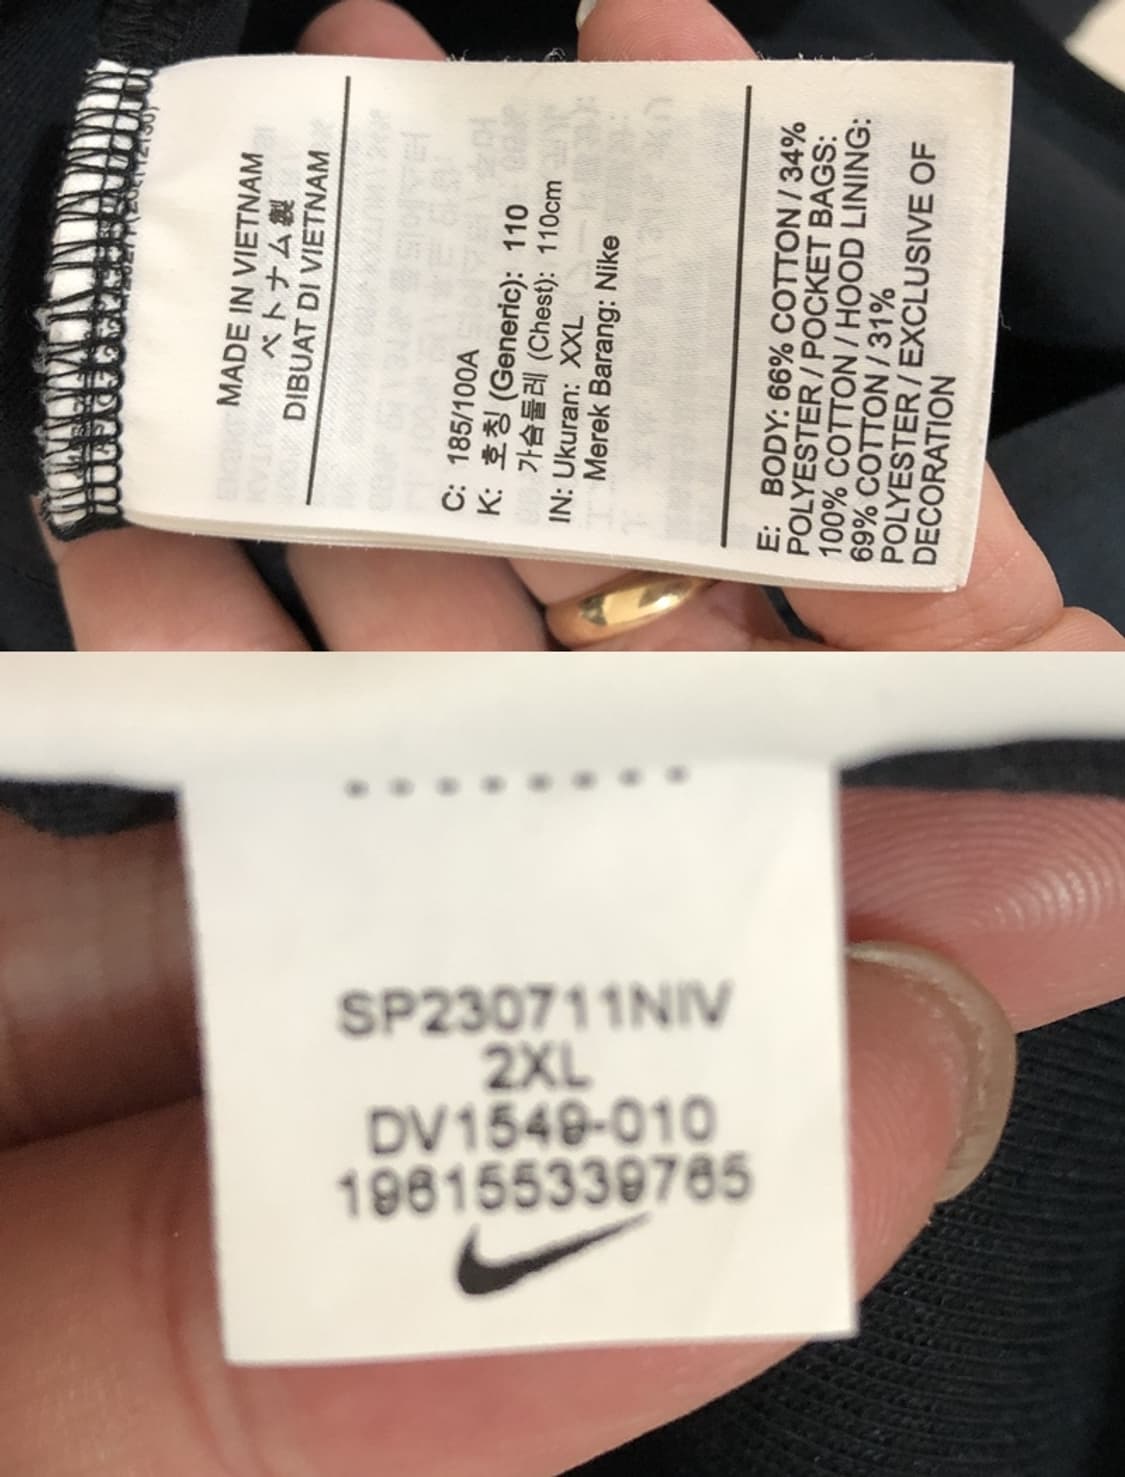 MADE IN VIETNAM
ベトナム製
DIBUAT DI VIETNAM
C: 185/100A
K: 호칭 (Generic): 110
가슴둘레 (Chest): 110cm
IN: Ukuran: XXL
Merek Barang: Nike
E: BODY: 66% COTTON / 34%
POLYESTER / POCKET BAGS:
100% COTTON / HOOD LINING:
69% COTTON / 31%
POLYESTER / EXCLUSIVE OF
DECORATION
SP230711NIV
2XL
DV1549-010
196155339765